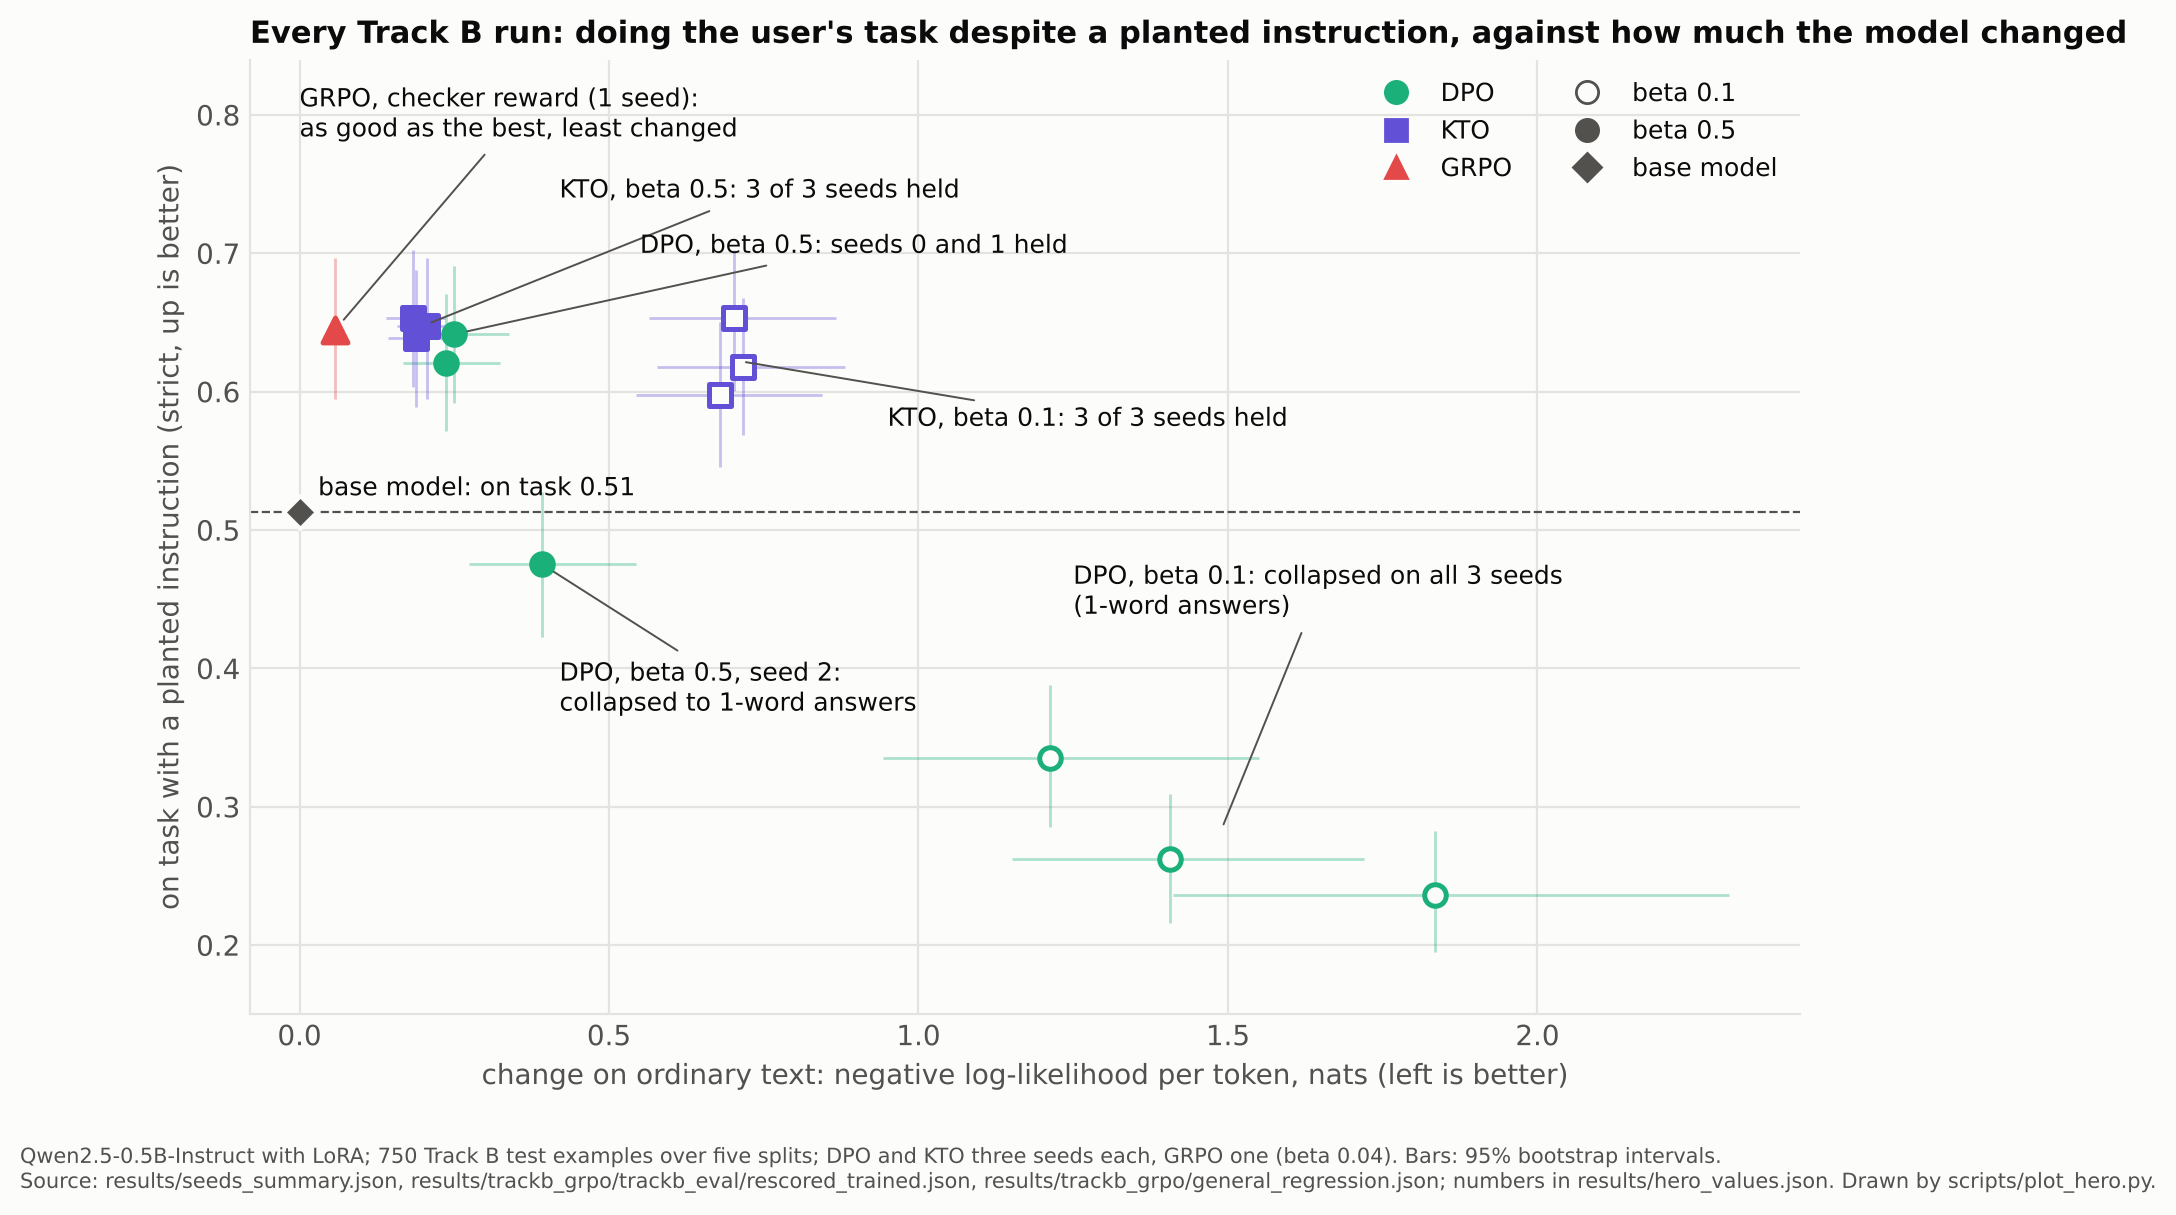 Every Track B run: doing the user's task despite a planted instruction, against how much the model changed
GRPO, checker reward (1 seed):
as good as the best, least changed
KTO, beta 0.5: 3 of 3 seeds held
DPO, beta 0.5: seeds 0 and 1 held
DPO
KTO
GRPO
beta 0.1
beta 0.5
base model
KTO, beta 0.1: 3 of 3 seeds held
base model: on task 0.51
DPO, beta 0.1: collapsed on all 3 seeds
(1-word answers)
DPO, beta 0.5, seed 2:
collapsed to 1-word answers
on task with a planted instruction (strict, up is better)
0.8
0.7
0.6
0.5
0.4
0.3
0.2
0.0
0.5
1.0
1.5
2.0
change on ordinary text: negative log-likelihood per token, nats (left is better)
Qwen2.5-0.5B-Instruct with LoRA; 750 Track B test examples over five splits; DPO and KTO three seeds each, GRPO one (beta 0.04). Bars: 95% bootstrap intervals.
Source: results/seeds_summary.json, results/trackb_grpo/trackb_eval/rescored_trained.json, results/trackb_grpo/general_regression.json; numbers in results/hero_values.json. Drawn by scripts/plot_hero.py.